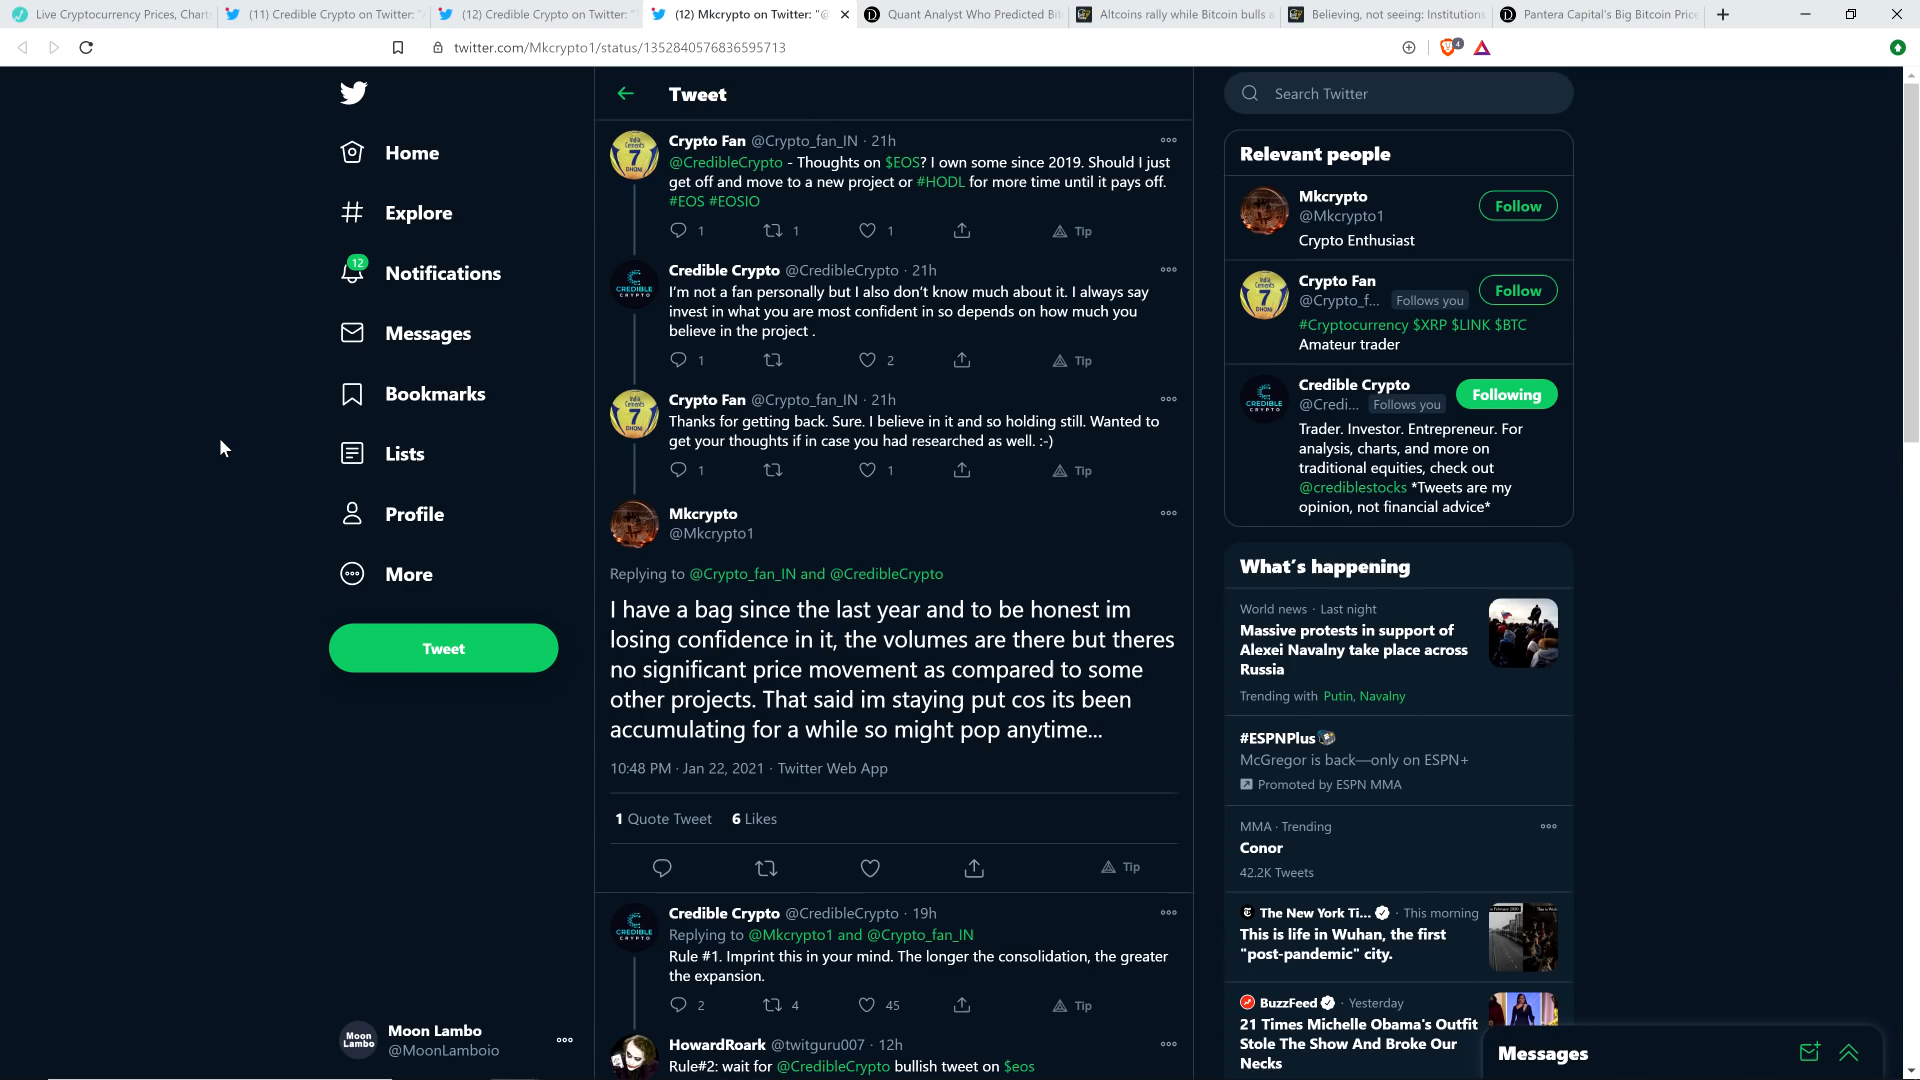 Live Cryptocurrency Prices, Chart
(11) Credible Crypto on Twitter: "
(12) Credible Crypto on Twitter: "
(12) Mkcrypto on Twitter: "@
Quant Analyst Who Predicted Bit
Altcoins rally while Bitcoin bulls a
Believing, not seeing: Institutions
Pantera Capital's Big Bitcoin Price
twitter.com/Mkcrypto1/status/1352840576836595713
4
Home
Explore
12
Notifications
Messages
Bookmarks
Lists
Profile
More
Tweet
Moon Lambo
Moon Lambo
@MoonLamboio
Tweet
Crypto Fan @Crypto_fan_IN · 21h
@CredibleCrypto - Thoughts on $EOS? I own some since 2019. Should I just
get off and move to a new project or #HODL for more time until it pays off.
#EOS #EOSIO
1 1 1 Tip
Credible Crypto @CredibleCrypto · 21h
I'm not a fan personally but I also don't know much about it. I always say
invest in what you are most confident in so depends on how much you
believe in the project .
1 2 Tip
Crypto Fan @Crypto_fan_IN · 21h
Thanks for getting back. Sure. I believe in it and so holding still. Wanted to
get your thoughts if in case you had researched as well. :-)
1 1 Tip
Mkcrypto
@Mkcrypto1
Replying to @Crypto_fan_IN and @CredibleCrypto
I have a bag since the last year and to be honest im
losing confidence in it, the volumes are there but theres
no significant price movement as compared to some
other projects. That said im staying put cos its been
accumulating for a while so might pop anytime...
10:48 PM · Jan 22, 2021 · Twitter Web App
1 Quote Tweet 6 Likes
Tip
Credible Crypto @CredibleCrypto · 19h
Replying to @Mkcrypto1 and @Crypto_fan_IN
Rule #1. Imprint this in your mind. The longer the consolidation, the greater
the expansion.
2 4 45 Tip
HowardRoark @twitguru007 · 12h
Rule#2: wait for @CredibleCrypto bullish tweet on $eos
Search Twitter
Relevant people
Mkcrypto
@Mkcrypto1
Follow
Crypto Enthusiast
Crypto Fan
@Crypto_f... Follows you
Follow
#Cryptocurrency $XRP $LINK $BTC
Amateur trader
Credible Crypto
@Credi... Follows you
Following
Trader. Investor. Entrepreneur. For
analysis, charts, and more on
traditional equities, check out
@crediblestocks *Tweets are my
opinion, not financial advice*
What's happening
World news · Last night
Massive protests in support of
Alexei Navalny take place across
Russia
Trending with Putin, Navalny
#ESPNPlus
McGregor is back—only on ESPN+
Promoted by ESPN MMA
MMA · Trending
Conor
42.2K Tweets
The New York Ti... · This morning
This is life in Wuhan, the first
"post-pandemic" city.
BuzzFeed · Yesterday
21 Times Michelle Obama's Outfit
Stole The Show And Broke Our
Necks
Messages